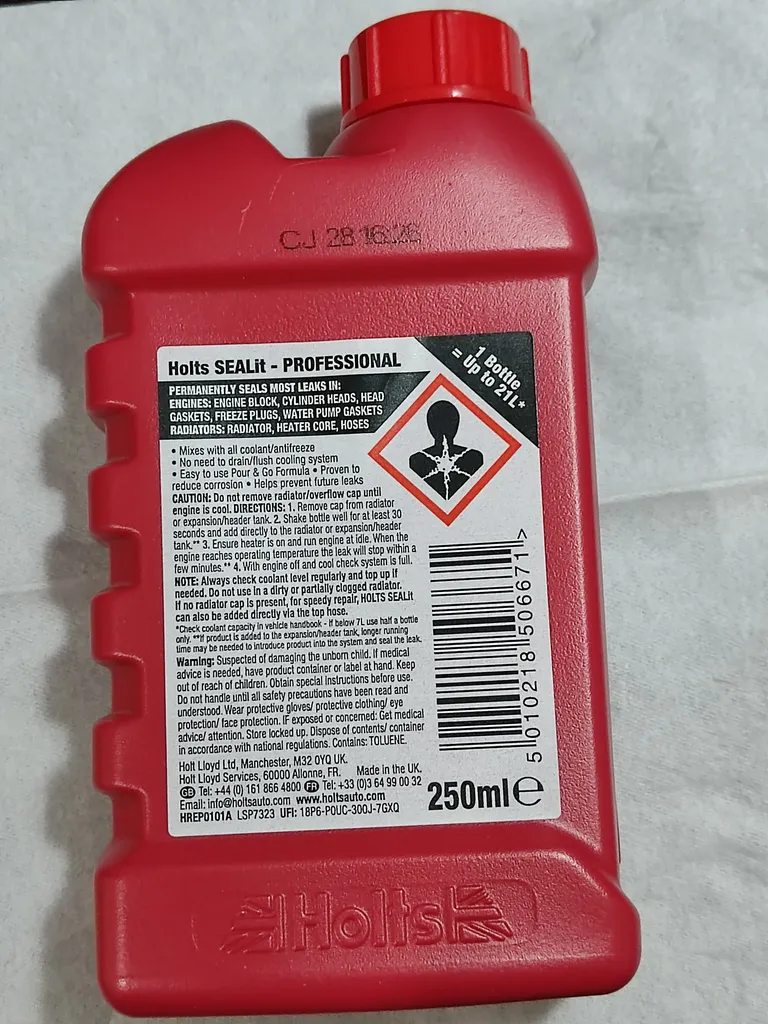 CJ 28 16:26
Holts SEALit - PROFESSIONAL
1 Bottle
= Up to 21L*
PERMANENTLY SEALS MOST LEAKS IN:
ENGINES: ENGINE BLOCK, CYLINDER HEADS, HEAD
GASKETS, FREEZE PLUGS, WATER PUMP GASKETS
RADIATORS: RADIATOR, HEATER CORE, HOSES
• Mixes with all coolant/antifreeze
• No need to drain/flush cooling system
• Easy to use Pour & Go Formula • Proven to
reduce corrosion • Helps prevent future leaks
CAUTION: Do not remove radiator/overflow cap until
engine is cool. DIRECTIONS: 1. Remove cap from radiator
or expansion/header tank. 2. Shake bottle well for at least 30
seconds and add directly to the radiator or expansion/header
tank.** 3. Ensure heater is on and run engine at idle. When the
engine reaches operating temperature the leak will stop within a
few minutes.** 4. With engine off and cool check system is full.
NOTE: Always check coolant level regularly and top up if
needed. Do not use in a dirty or partially clogged radiator.
If no radiator cap is present, for speedy repair, HOLTS SEALit
can also be added directly via the top hose.
*Check coolant capacity in vehicle handbook - If below 7L use half a bottle
only. **If product is added to the expansion/header tank, longer running
time may be needed to introduce product into the system and seal the leak.
Warning: Suspected of damaging the unborn child. If medical
advice is needed, have product container or label at hand. Keep
out of reach of children. Obtain special instructions before use.
Do not handle until all safety precautions have been read and
understood. Wear protective gloves/ protective clothing/ eye
protection/ face protection. IF exposed or concerned: Get medical
advice/ attention. Store locked up. Dispose of contents/ container
in accordance with national regulations. Contains: TOLUENE.
Holt Lloyd Ltd, Manchester, M32 0YQ UK.
Holt Lloyd Services, 60000 Allonne, FR. Made in the UK.
GB Tel: +44 (0) 161 866 4800 FR Tel: +33 (0)3 64 99 00 32
Email: info@holtsauto.com www.holtsauto.com
HREP0101A LSP7323 UFI: 18P6-P0UC-300J-7GXQ
250ml ℮
5 010218 506671 >
Holts